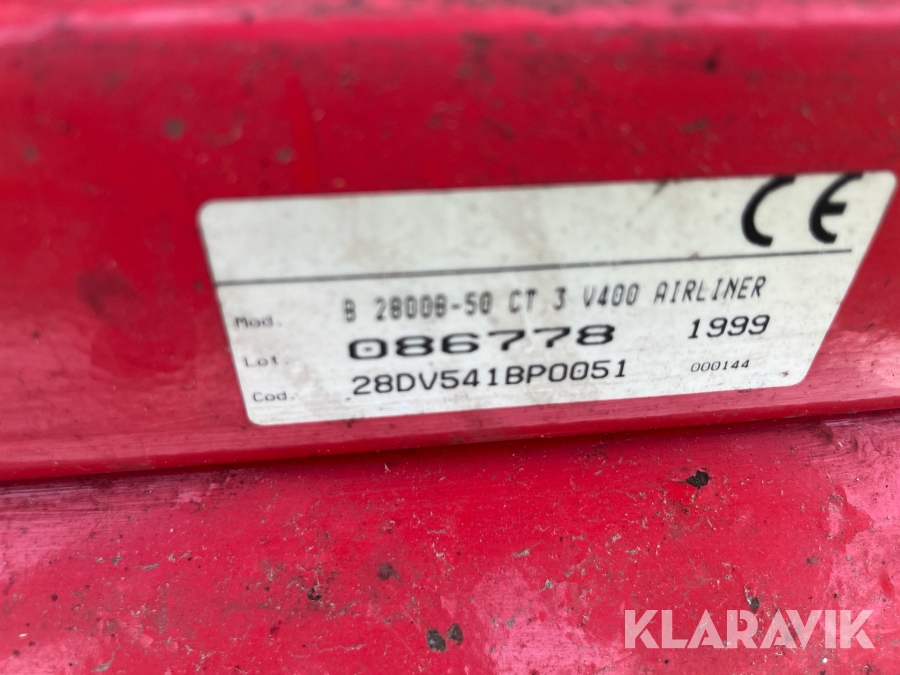 CE
Mod. B 2800B-50 CT 3 V400 AIRLINER
Lot. 086778 1999
Cod. 28DV541BP0051 000144
KLARAVIK